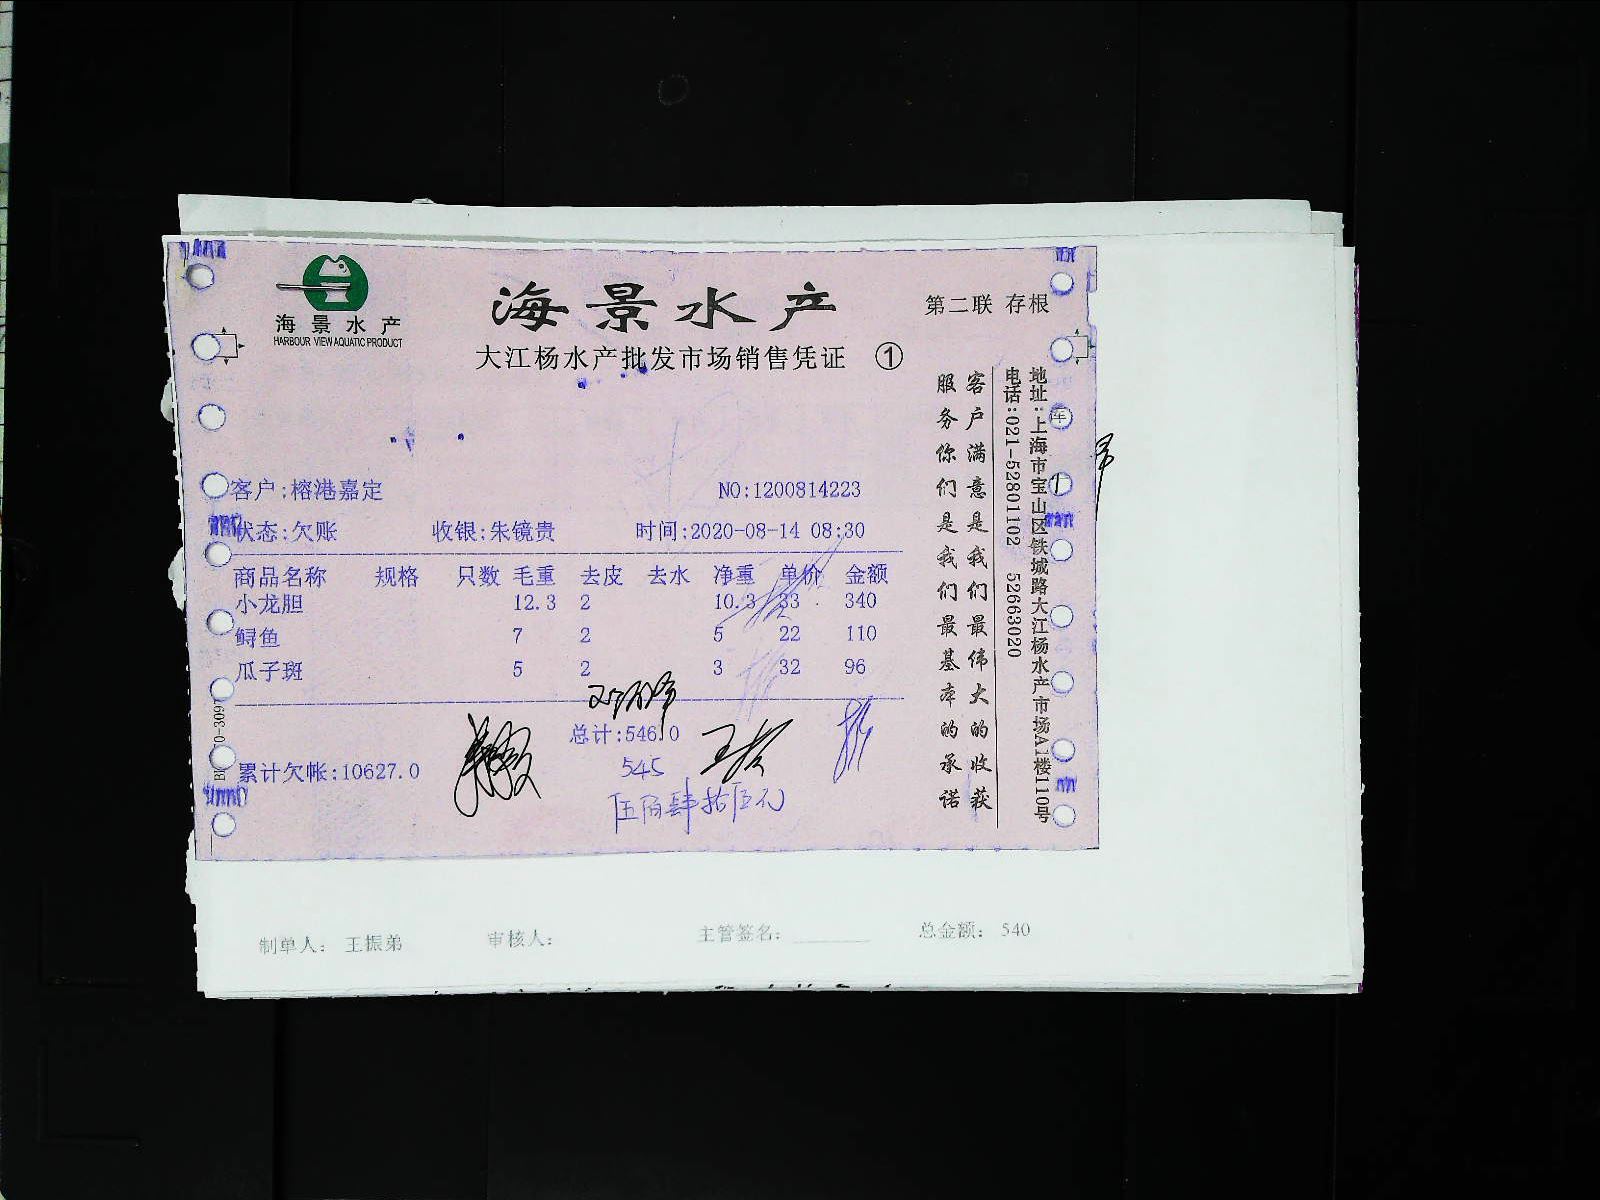 海景水产
HARBOUR VIEW AQUATIC PRODUCT
海景水产
第二联 存根
大江杨水产批发市场销售凭证 ①
客户:榕港嘉定 NO:1200814223
状态:欠账 收银:朱镜贵 时间:2020-08-14 08:30
商品名称 规格 只数 毛重 去皮 去水 净重 单价 金额
小龙胆 12.3 2 10.3 33 340
鲟鱼 7 2 5 22 110
瓜子斑 5 2 3 32 96
总计:546.0
累计欠帐:10627.0
545
伍佰肆拾伍元
客户满意是我们最伟大的收获
服务你们是我们最基本的承诺
地址:上海市宝山区铁城路大江杨水产市场A1楼110号
电话:021-52801102 52663020
制单人: 王振弟 审核人: 主管签名: 总金额: 540